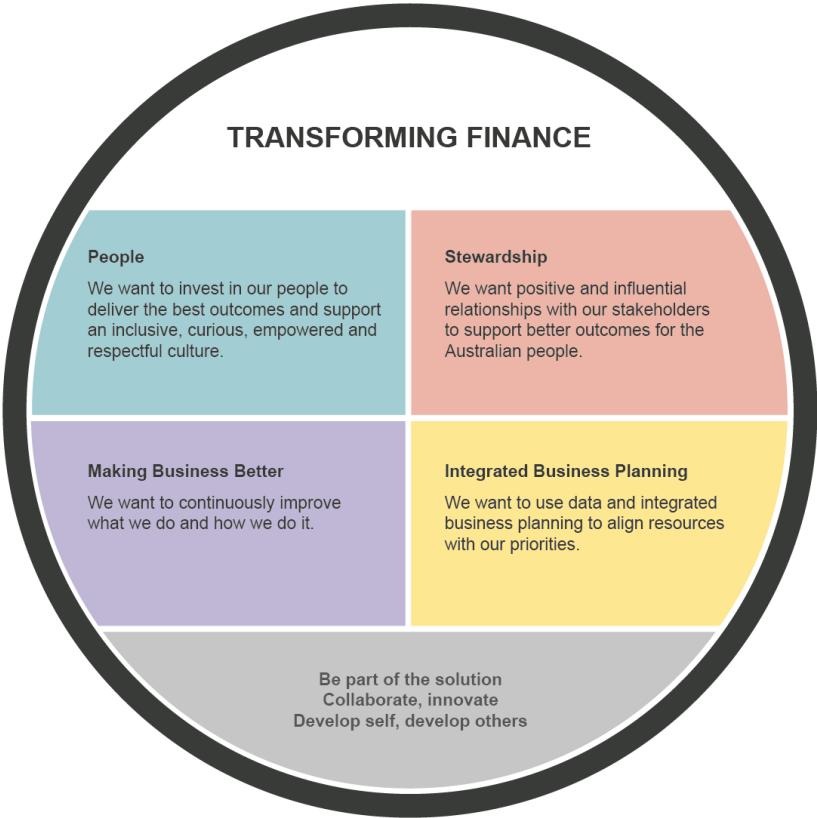 TRANSFORMING FINANCE
People
We want to invest in our people to
deliver the best outcomes and support
an inclusive, curious, empowered and
respectful culture.
Stewardship
We want positive and influential
relationships with our stakeholders
to support better outcomes for the
Australian people.
Making Business Better
We want to continuously improve
what we do and how we do it.
Integrated Business Planning
We want to use data and integrated
business planning to align resources
with our priorities.
Be part of the solution
Collaborate, innovate
Develop self, develop others